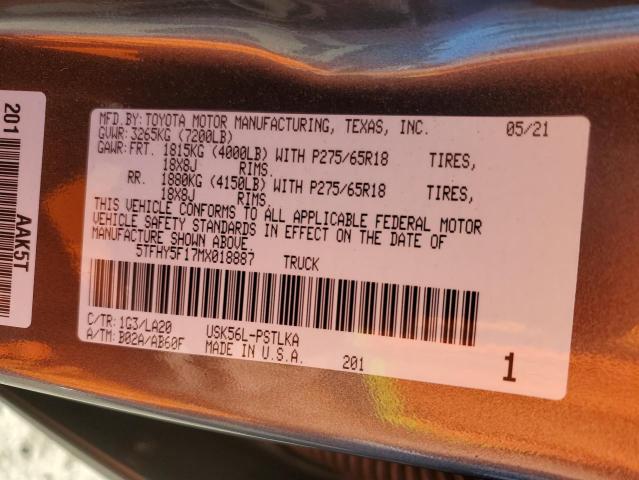 MFD.BY:TOYOTA MOTOR MANUFACTURING, TEXAS, INC. 05/21
GVWR:3265KG (7200LB)
GAWR:FRT. 1815KG (4000LB) WITH P275/65R18 TIRES,
18X8J RIMS.
RR. 1880KG (4150LB) WITH P275/65R18 TIRES,
18X8J RIMS.
THIS VEHICLE CONFORMS TO ALL APPLICABLE FEDERAL MOTOR
VEHICLE SAFETY STANDARDS IN EFFECT ON THE DATE OF
MANUFACTURE SHOWN ABOVE.
5TFHY5F17MX018887 TRUCK
C/TR:1G3/LA20 USK56L-PSTLKA
A/TM:B02A/AB60F MADE IN U.S.A. 201 1
201 AAK5T